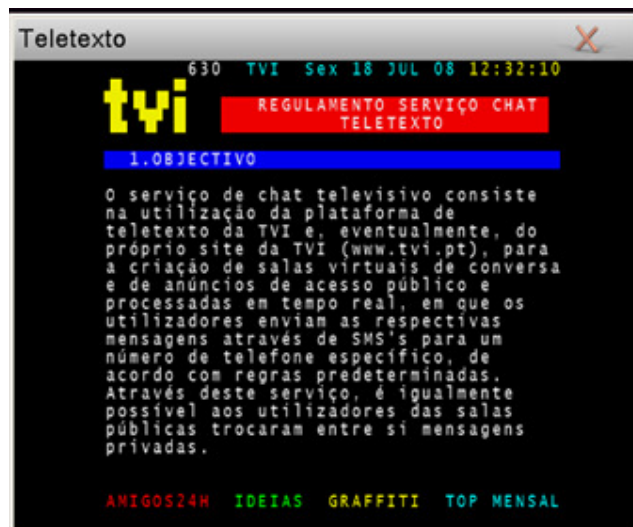 Teletexto
630 TVI Sex 18 JUL 08 12:32:10
tvi
REGULAMENTO SERVIÇO CHAT
TELETEXTO
1.OBJECTIVO
O serviço de chat televisivo consiste
na utilização da plataforma de
teletexto da TVI e, eventualmente, do
próprio site da TVI (www.tvi.pt), para
a criação de salas virtuais de conversa
e de anúncios de acesso público e
processadas em tempo real, em que os
utilizadores enviam as respectivas
mensagens através de SMS's para um
número de telefone específico, de
acordo com regras predeterminadas.
Através deste serviço, é igualmente
possível aos utilizadores das salas
públicas trocaram entre si mensagens
privadas.
AMIGOS24H IDEIAS GRAFFITI TOP MENSAL